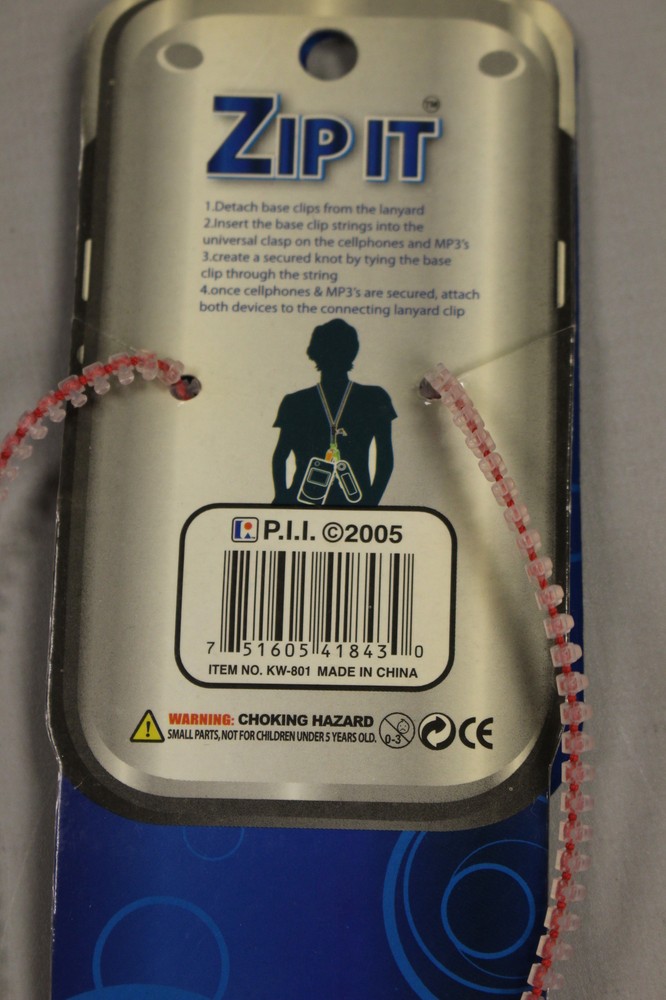 ZIP IT™
1.Detach base clips from the lanyard
2.Insert the base clip strings into the
universal clasp on the cellphones and MP3's
3.create a secured knot by tying the base
clip through the string
4.once cellphones & MP3's are secured, attach
both devices to the connecting lanyard clip
P.I.I. ©2005
7 51605 41843 0
ITEM NO. KW-801 MADE IN CHINA
WARNING: CHOKING HAZARD
SMALL PARTS, NOT FOR CHILDREN UNDER 5 YEARS OLD.
0-3
CE